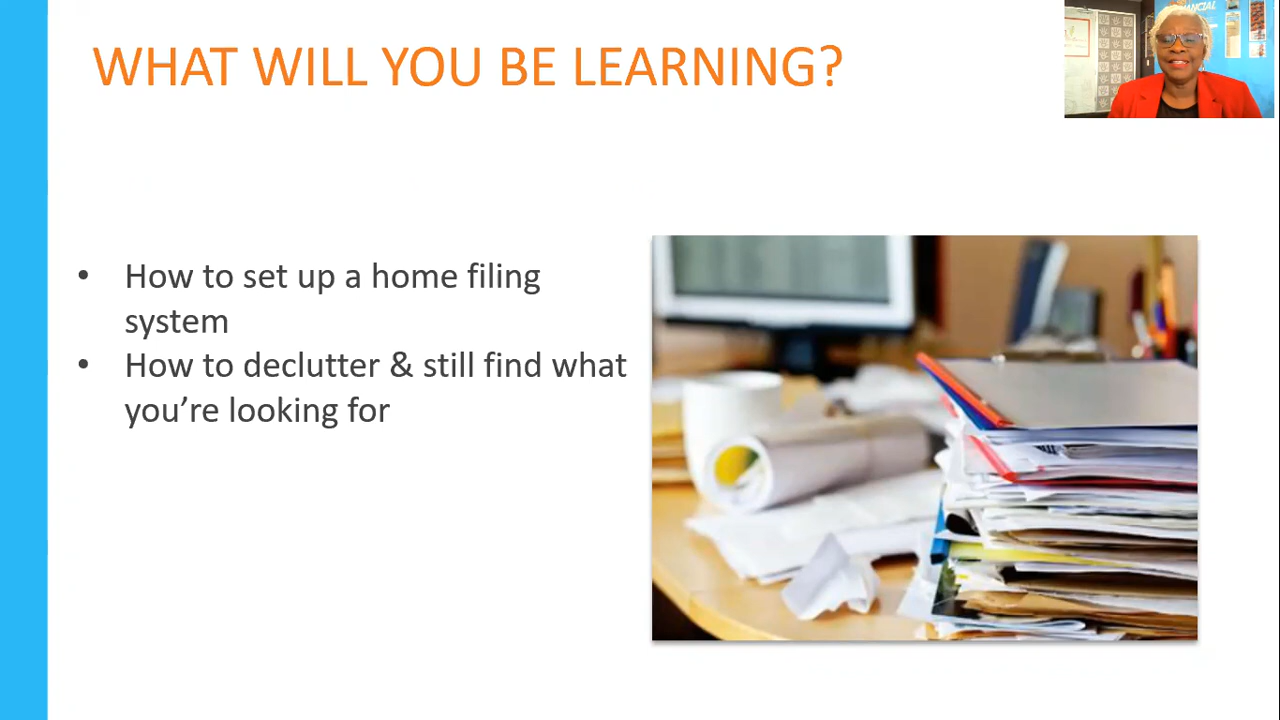 WHAT WILL YOU BE LEARNING?
• How to set up a home filing
system
• How to declutter & still find what
you’re looking for